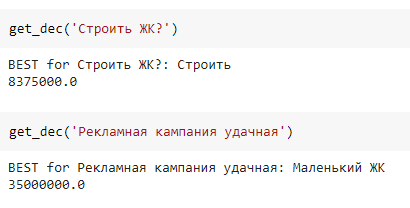 get_dec('Строить ЖК?')
BEST for Строить ЖК?: Строить
8375000.0
get_dec('Рекламная кампания удачная')
BEST for Рекламная кампания удачная: Маленький ЖК
35000000.0